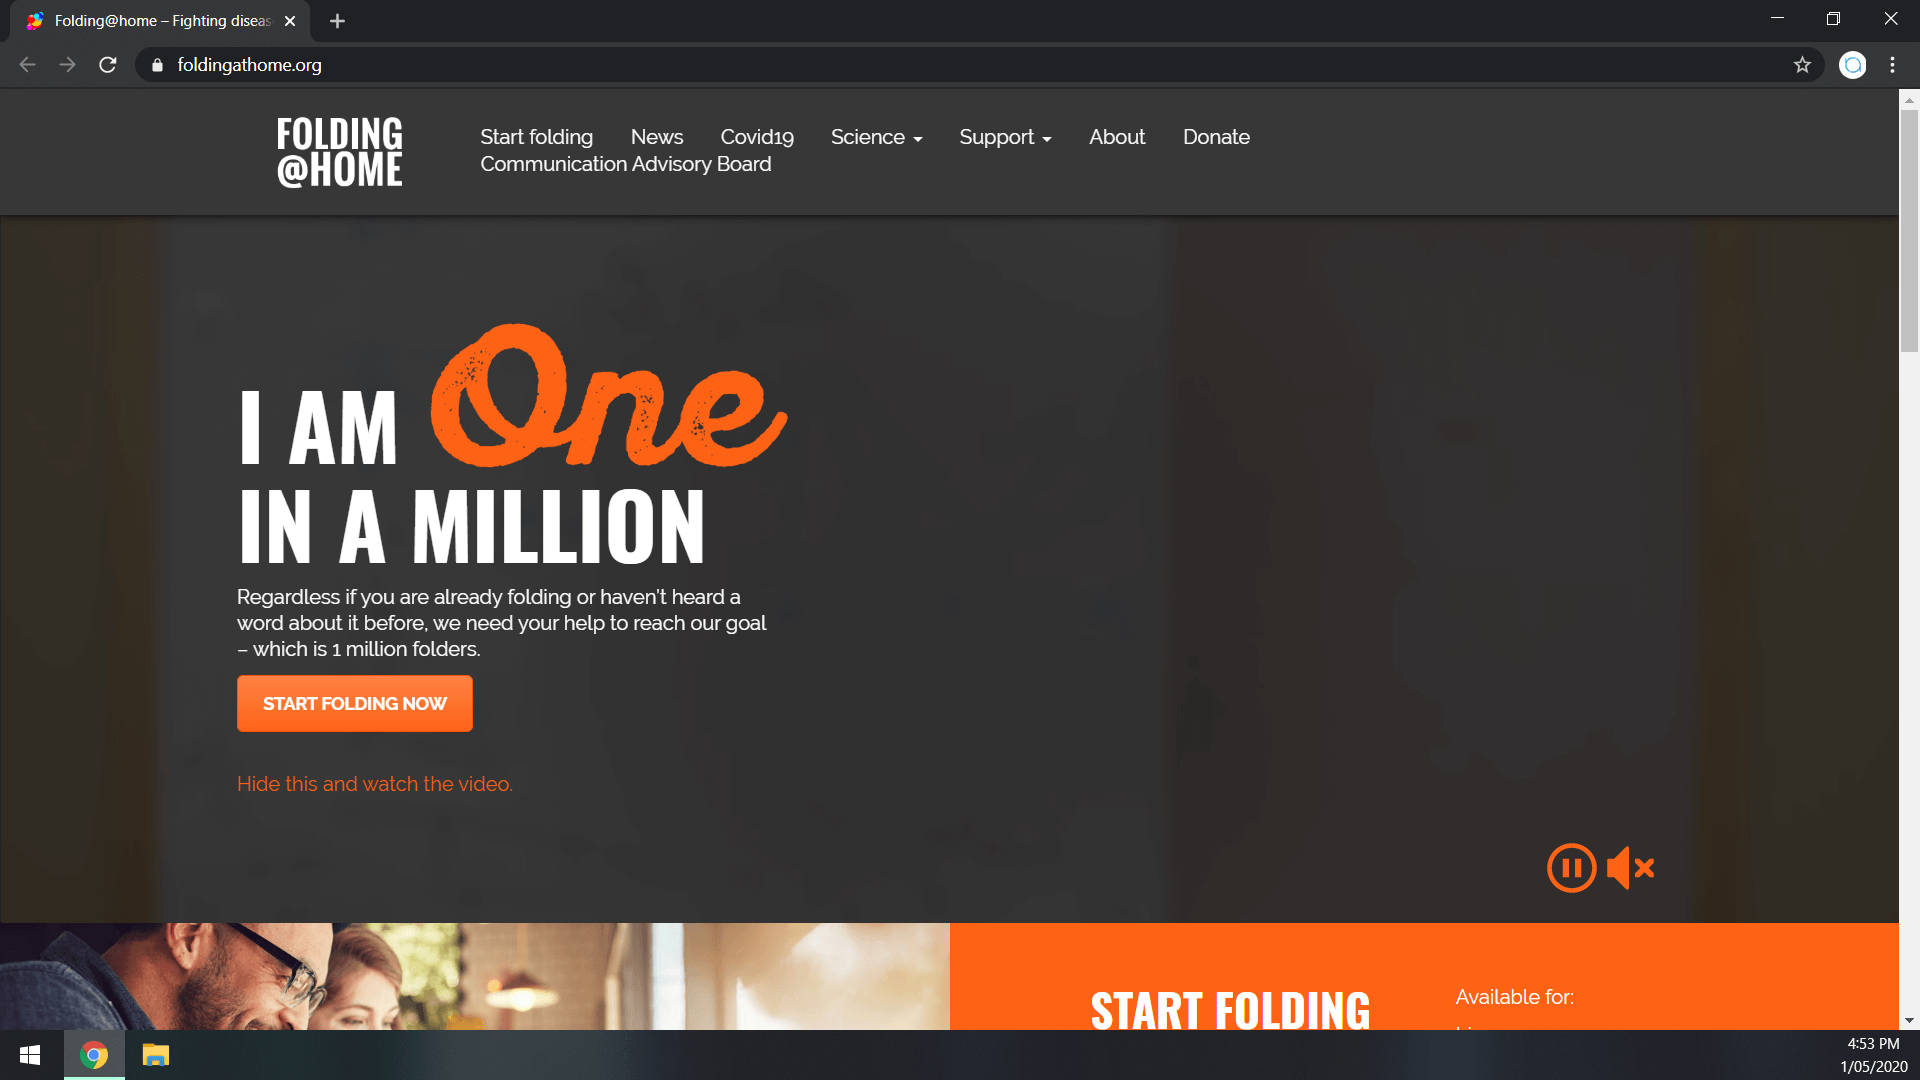 Folding@home – Fighting diseas
foldingathome.org
FOLDING
@HOME
Start folding News Covid19 Science Support About Donate
Communication Advisory Board
I AM One
IN A MILLION
Regardless if you are already folding or haven't heard a
word about it before, we need your help to reach our goal
– which is 1 million folders.
START FOLDING NOW
Hide this and watch the video.
START FOLDING
Available for:
4:53 PM
1/05/2020